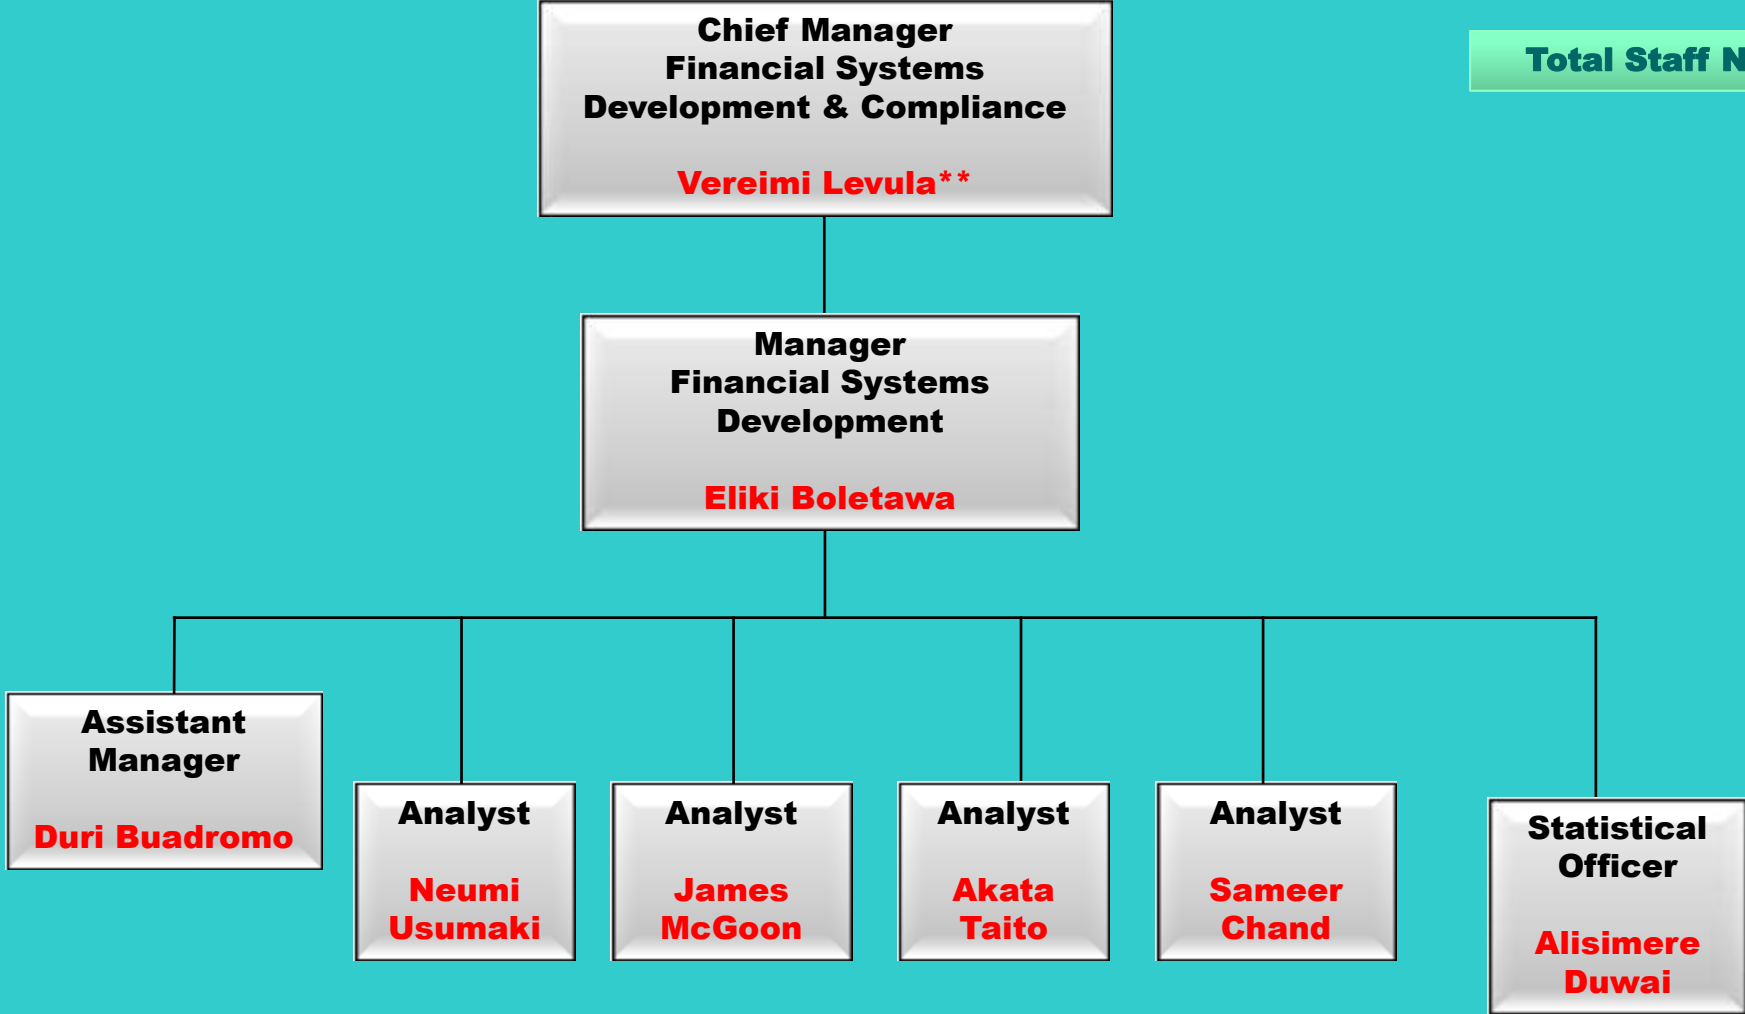 Chief Manager
Financial Systems
Development & Compliance
Vereimi Levula**
Total Staff N
Manager
Financial Systems
Development
Eliki Boletawa
Assistant
Manager
Duri Buadromo
Analyst
Neumi
Usumaki
Analyst
James
McGoon
Analyst
Akata
Taito
Analyst
Sameer
Chand
Statistical
Officer
Alisimere
Duwai